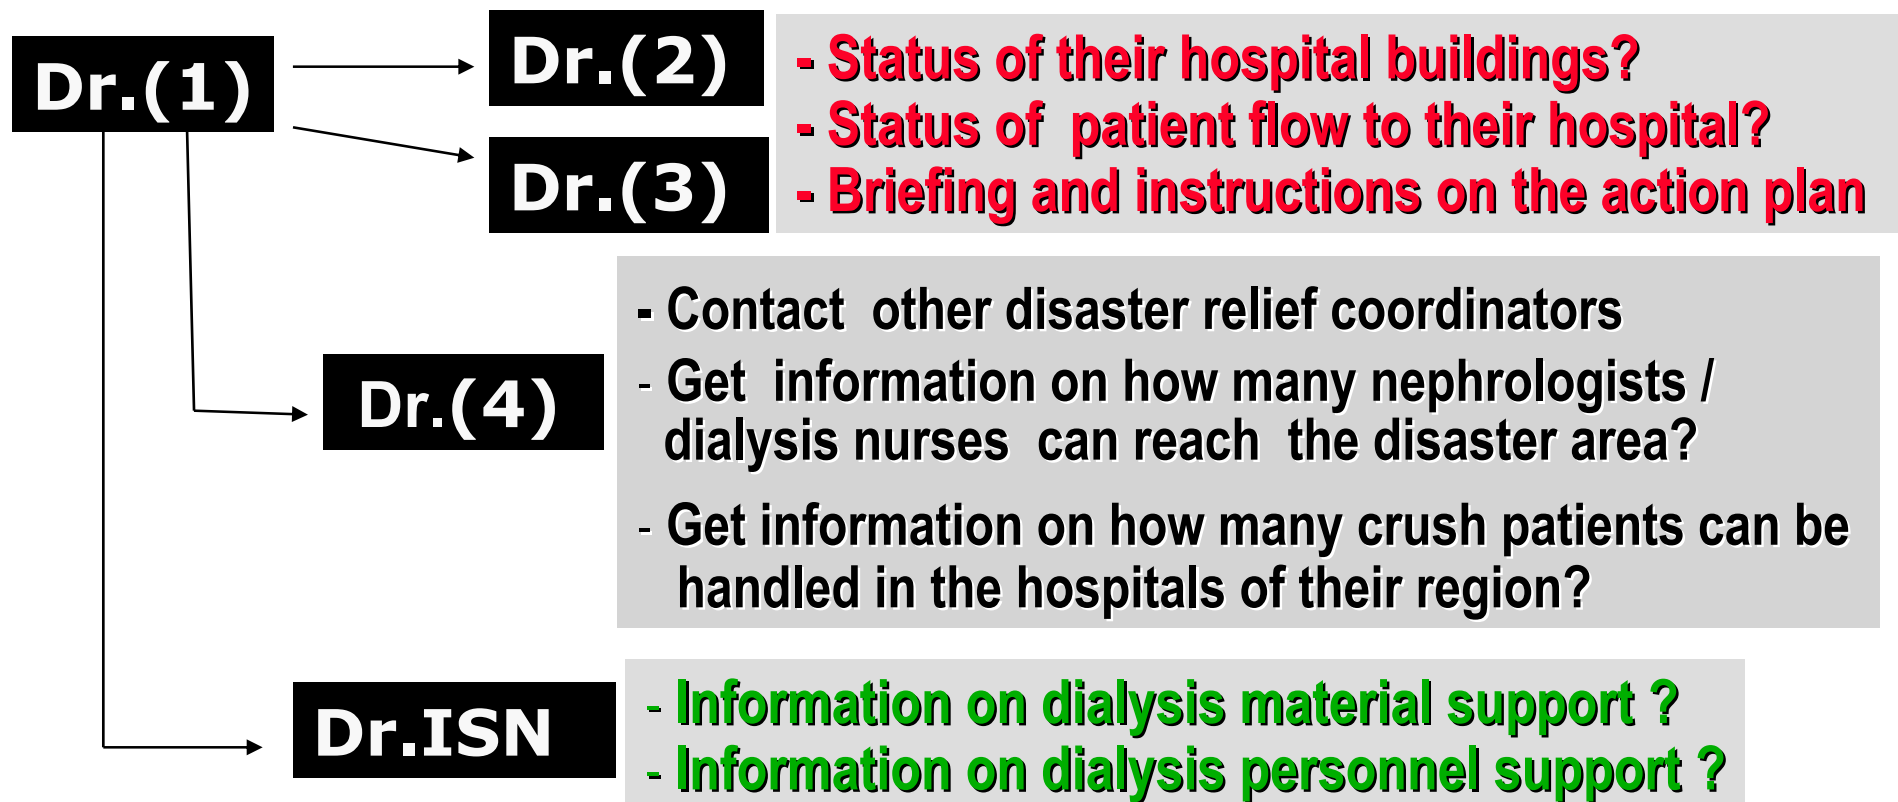 Dr.(1)
Dr.(2)
Dr.(3)
- Status of their hospital buildings?
- Status of  patient flow to their hospital?
- Briefing and instructions on the action plan
Dr.(4)
- Contact  other disaster relief coordinators
- Get  information on how many nephrologists /
dialysis nurses  can reach  the disaster area?
- Get information on how many crush patients can be
handled in the hospitals of their region?
Dr.ISN
- Information on dialysis material support ?
- Information on dialysis personnel support ?